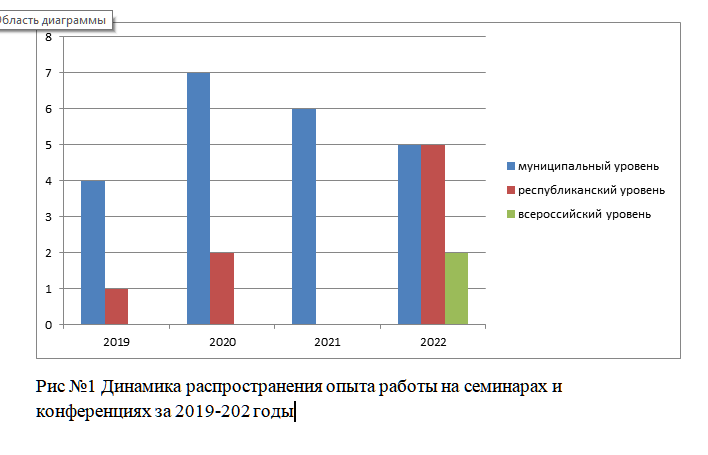 Область диаграммы
8
7
6
5
4
3
2
1
0
2019 2020 2021 2022
муниципальный уровень
республиканский уровень
всероссийский уровень
Рис №1 Динамика распространения опыта работы на семинарах и
конференциях за 2019-202 годы